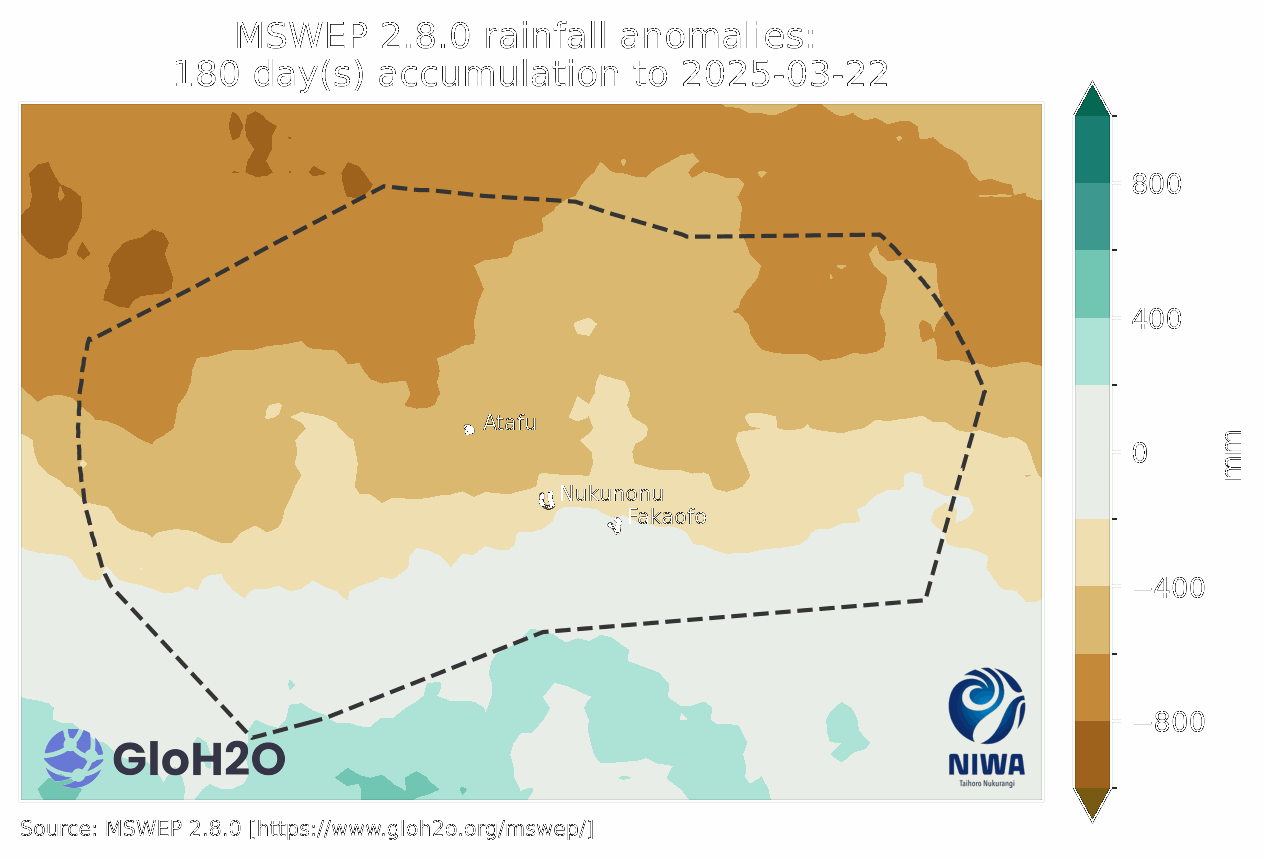 MSWEP 2.8.0 rainfall anomalies:
180 day(s) accumulation to 2025-03-22
800
400
0
−400
−800
mm
Atafu
Nukunonu
Fakaofo
GloH2O
NIWA
Taihoro Nukurangi
Source: MSWEP 2.8.0 [https://www.gloh2o.org/mswep/]